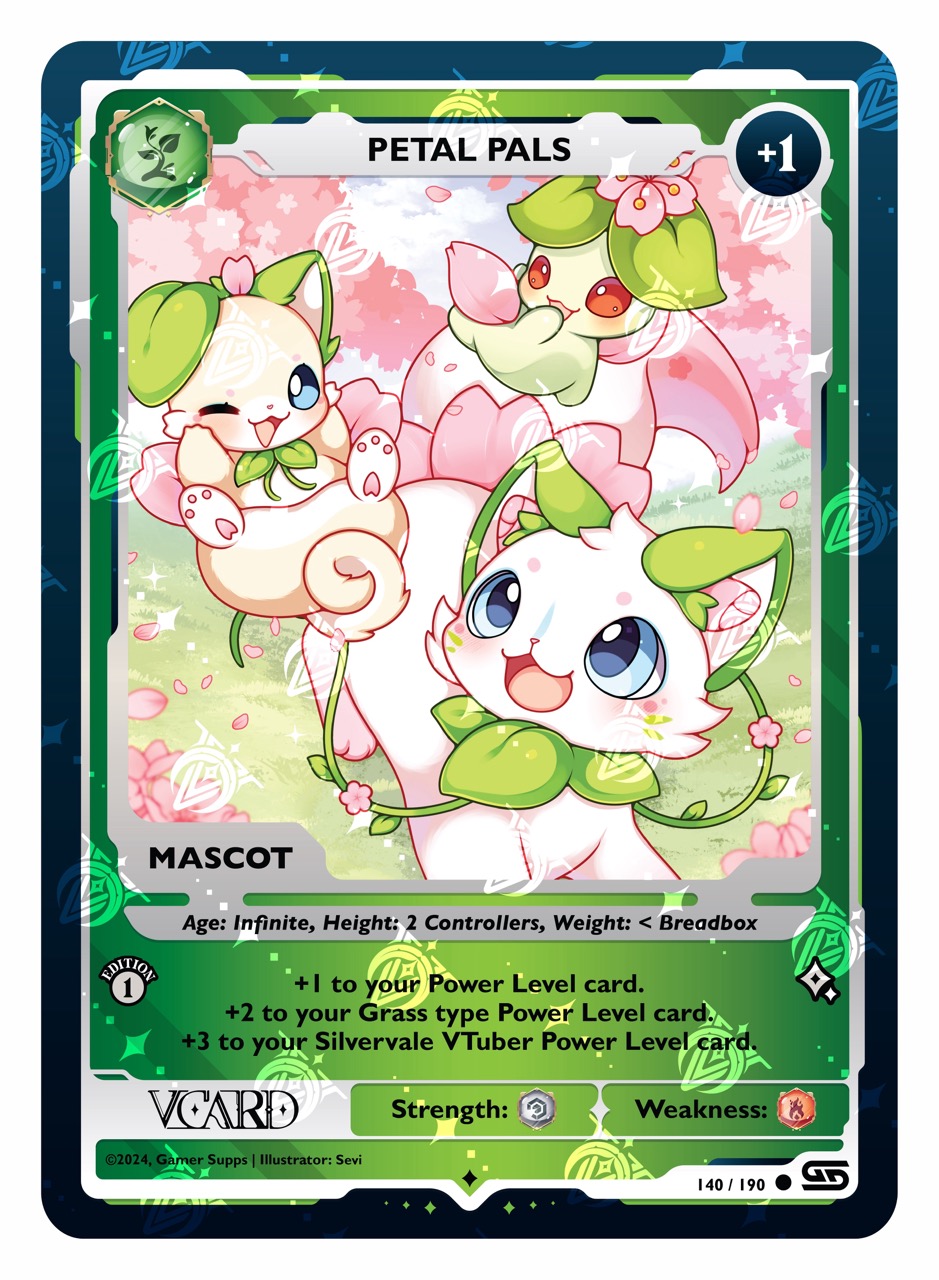 PETAL PALS
+1
MASCOT
Age: Infinite, Height: 2 Controllers, Weight: < Breadbox
EDITION
1
+1 to your Power Level card.
+2 to your Grass type Power Level card.
+3 to your Silvervale VTuber Power Level card.
VCARD
Strength:
Weakness:
©2024, Gamer Supps | Illustrator: Sevi
140 / 190